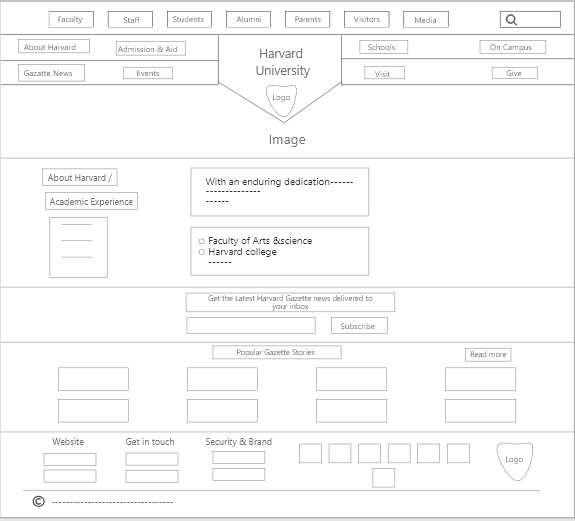 Faculty
Staff
Students
Alumni
Parents
Visitors
Media
About Harvard
Admission & Aid
Harvard
University
Schools
On Campus
Gazatte News
Events
Visit
Give
Logo
Image
About Harvard /
Academic Experience
With an enduring dedication------
--------------
------
Faculty of Arts &science
Harvard college
------
Get the Latest Harvard Gazette news delivered to
your inbox
Subscribe
Popular Gazette Stories
Read more
Website
Get in touch
Security & Brand
Logo
© ---------------------------------